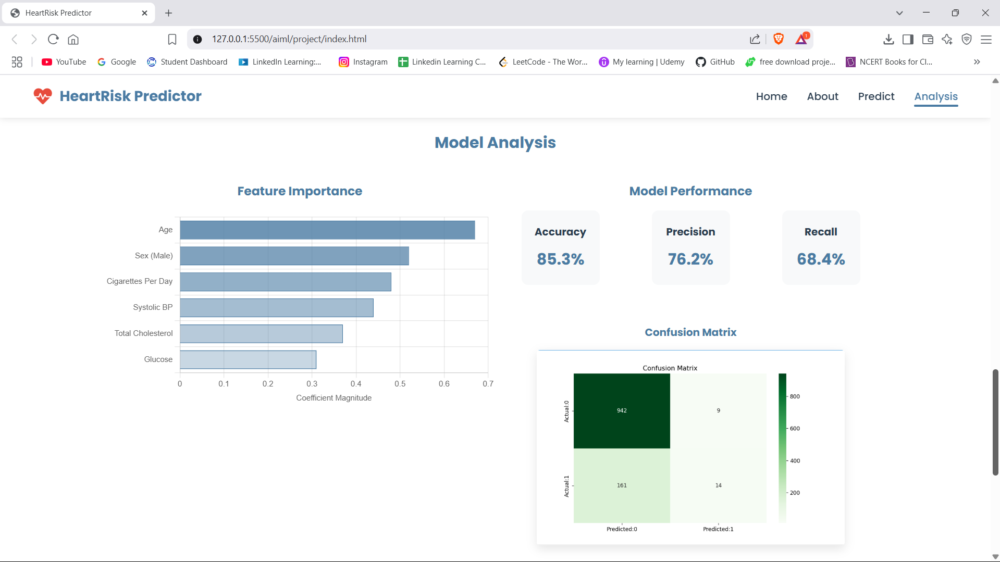 HeartRisk Predictor
127.0.0.1:5500/aiml/project/index.html
1
YouTube
Google
Student Dashboard
LinkedIn Learning:...
Instagram
Linkedin Learning C...
LeetCode - The Wor...
My learning | Udemy
GitHub
free download proje...
NCERT Books for Cl...
HeartRisk Predictor
Home
About
Predict
Analysis
Model Analysis
Feature Importance
Age
Sex (Male)
Cigarettes Per Day
Systolic BP
Total Cholesterol
Glucose
0 0.1 0.2 0.3 0.4 0.5 0.6 0.7
Coefficient Magnitude
Model Performance
Accuracy
85.3%
Precision
76.2%
Recall
68.4%
Confusion Matrix
Confusion Matrix
Actual:0
942
9
Actual:1
161
14
Predicted:0
Predicted:1
800
600
400
200